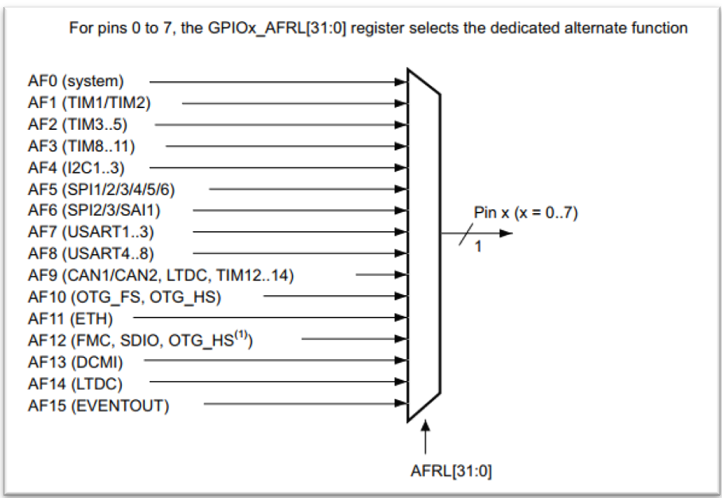 For pins 0 to 7, the GPIOx_AFRL[31:0] register selects the dedicated alternate function
AF0 (system)
AF1 (TIM1/TIM2)
AF2 (TIM3..5)
AF3 (TIM8..11)
AF4 (I2C1..3)
AF5 (SPI1/2/3/4/5/6)
AF6 (SPI2/3/SAI1)
AF7 (USART1..3)
AF8 (USART4..8)
AF9 (CAN1/CAN2, LTDC, TIM12..14)
AF10 (OTG_FS, OTG_HS)
AF11 (ETH)
AF12 (FMC, SDIO, OTG_HS(1))
AF13 (DCMI)
AF14 (LTDC)
AF15 (EVENTOUT)
Pin x (x = 0..7)
1
AFRL[31:0]